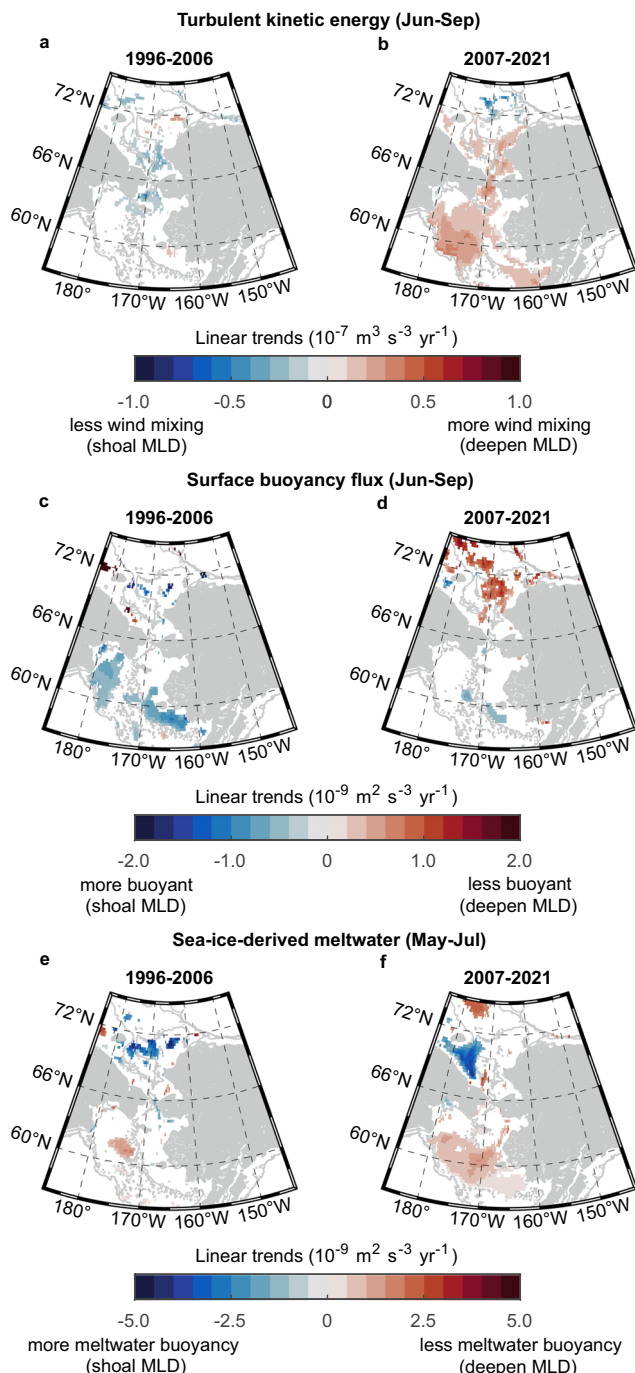 Turbulent kinetic energy (Jun-Sep)
a b
1996-2006 2007-2021
72°N 72°N
66°N 66°N
60°N 60°N
180° 170°W 160°W 150°W 180° 170°W 160°W 150°W
Linear trends (10⁻⁷ m³ s⁻³ yr⁻¹)
-1.0 -0.5 0 0.5 1.0
less wind mixing more wind mixing
(shoal MLD) (deepen MLD)
Surface buoyancy flux (Jun-Sep)
c d
1996-2006 2007-2021
72°N 72°N
66°N 66°N
60°N 60°N
180° 170°W 160°W 150°W 180° 170°W 160°W 150°W
Linear trends (10⁻⁹ m² s⁻³ yr⁻¹)
-2.0 -1.0 0 1.0 2.0
more buoyant less buoyant
(shoal MLD) (deepen MLD)
Sea-ice-derived meltwater (May-Jul)
e f
1996-2006 2007-2021
72°N 72°N
66°N 66°N
60°N 60°N
180° 170°W 160°W 150°W 180° 170°W 160°W 150°W
Linear trends (10⁻⁹ m² s⁻³ yr⁻¹)
-5.0 -2.5 0 2.5 5.0
more meltwater buoyancy less meltwater buoyancy
(shoal MLD) (deepen MLD)